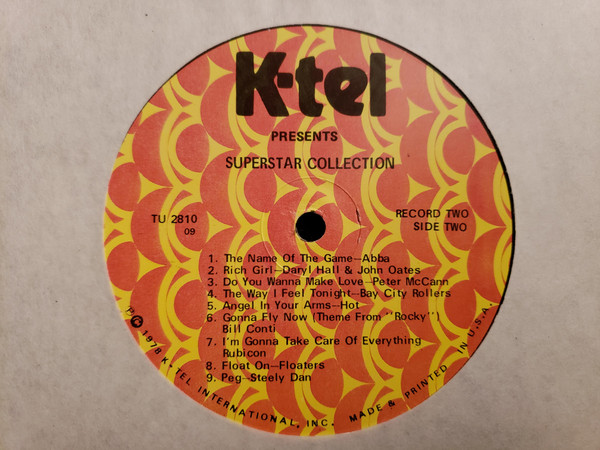 K-tel
PRESENTS
SUPERSTAR COLLECTION
TU 2810
09
RECORD TWO
SIDE TWO
1. The Name Of The Game—Abba
2. Rich Girl—Daryl Hall & John Oates
3. Do You Wanna Make Love—Peter McCann
4. The Way I Feel Tonight—Bay City Rollers
5. Angel In Your Arms—Hot
6. Gonna Fly Now (Theme From "Rocky")
Bill Conti
7. I'm Gonna Take Care Of Everything
Rubicon
8. Float On—Floaters
9. Peg—Steely Dan
℗ © 1978 K-TEL INTERNATIONAL, INC. MADE & PRINTED IN U.S.A.